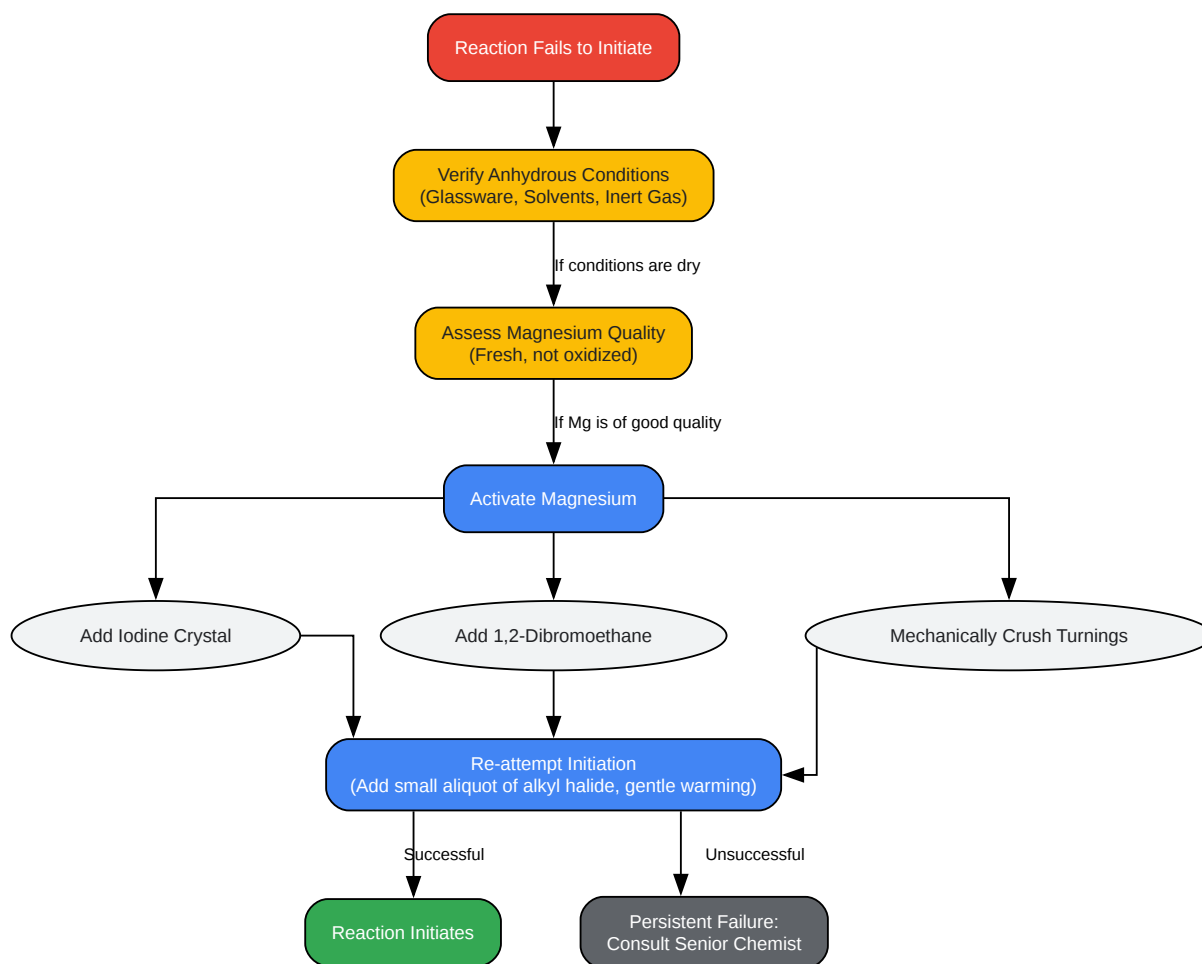 Reaction Fails to Initiate
Verify Anhydrous Conditions
(Glassware, Solvents, Inert Gas)
If conditions are dry
Assess Magnesium Quality
(Fresh, not oxidized)
If Mg is of good quality
Activate Magnesium
Add Iodine Crystal
Add 1,2-Dibromoethane
Mechanically Crush Turnings
Re-attempt Initiation
(Add small aliquot of alkyl halide, gentle warming)
Successful
Unsuccessful
Reaction Initiates
Persistent Failure:
Consult Senior Chemist